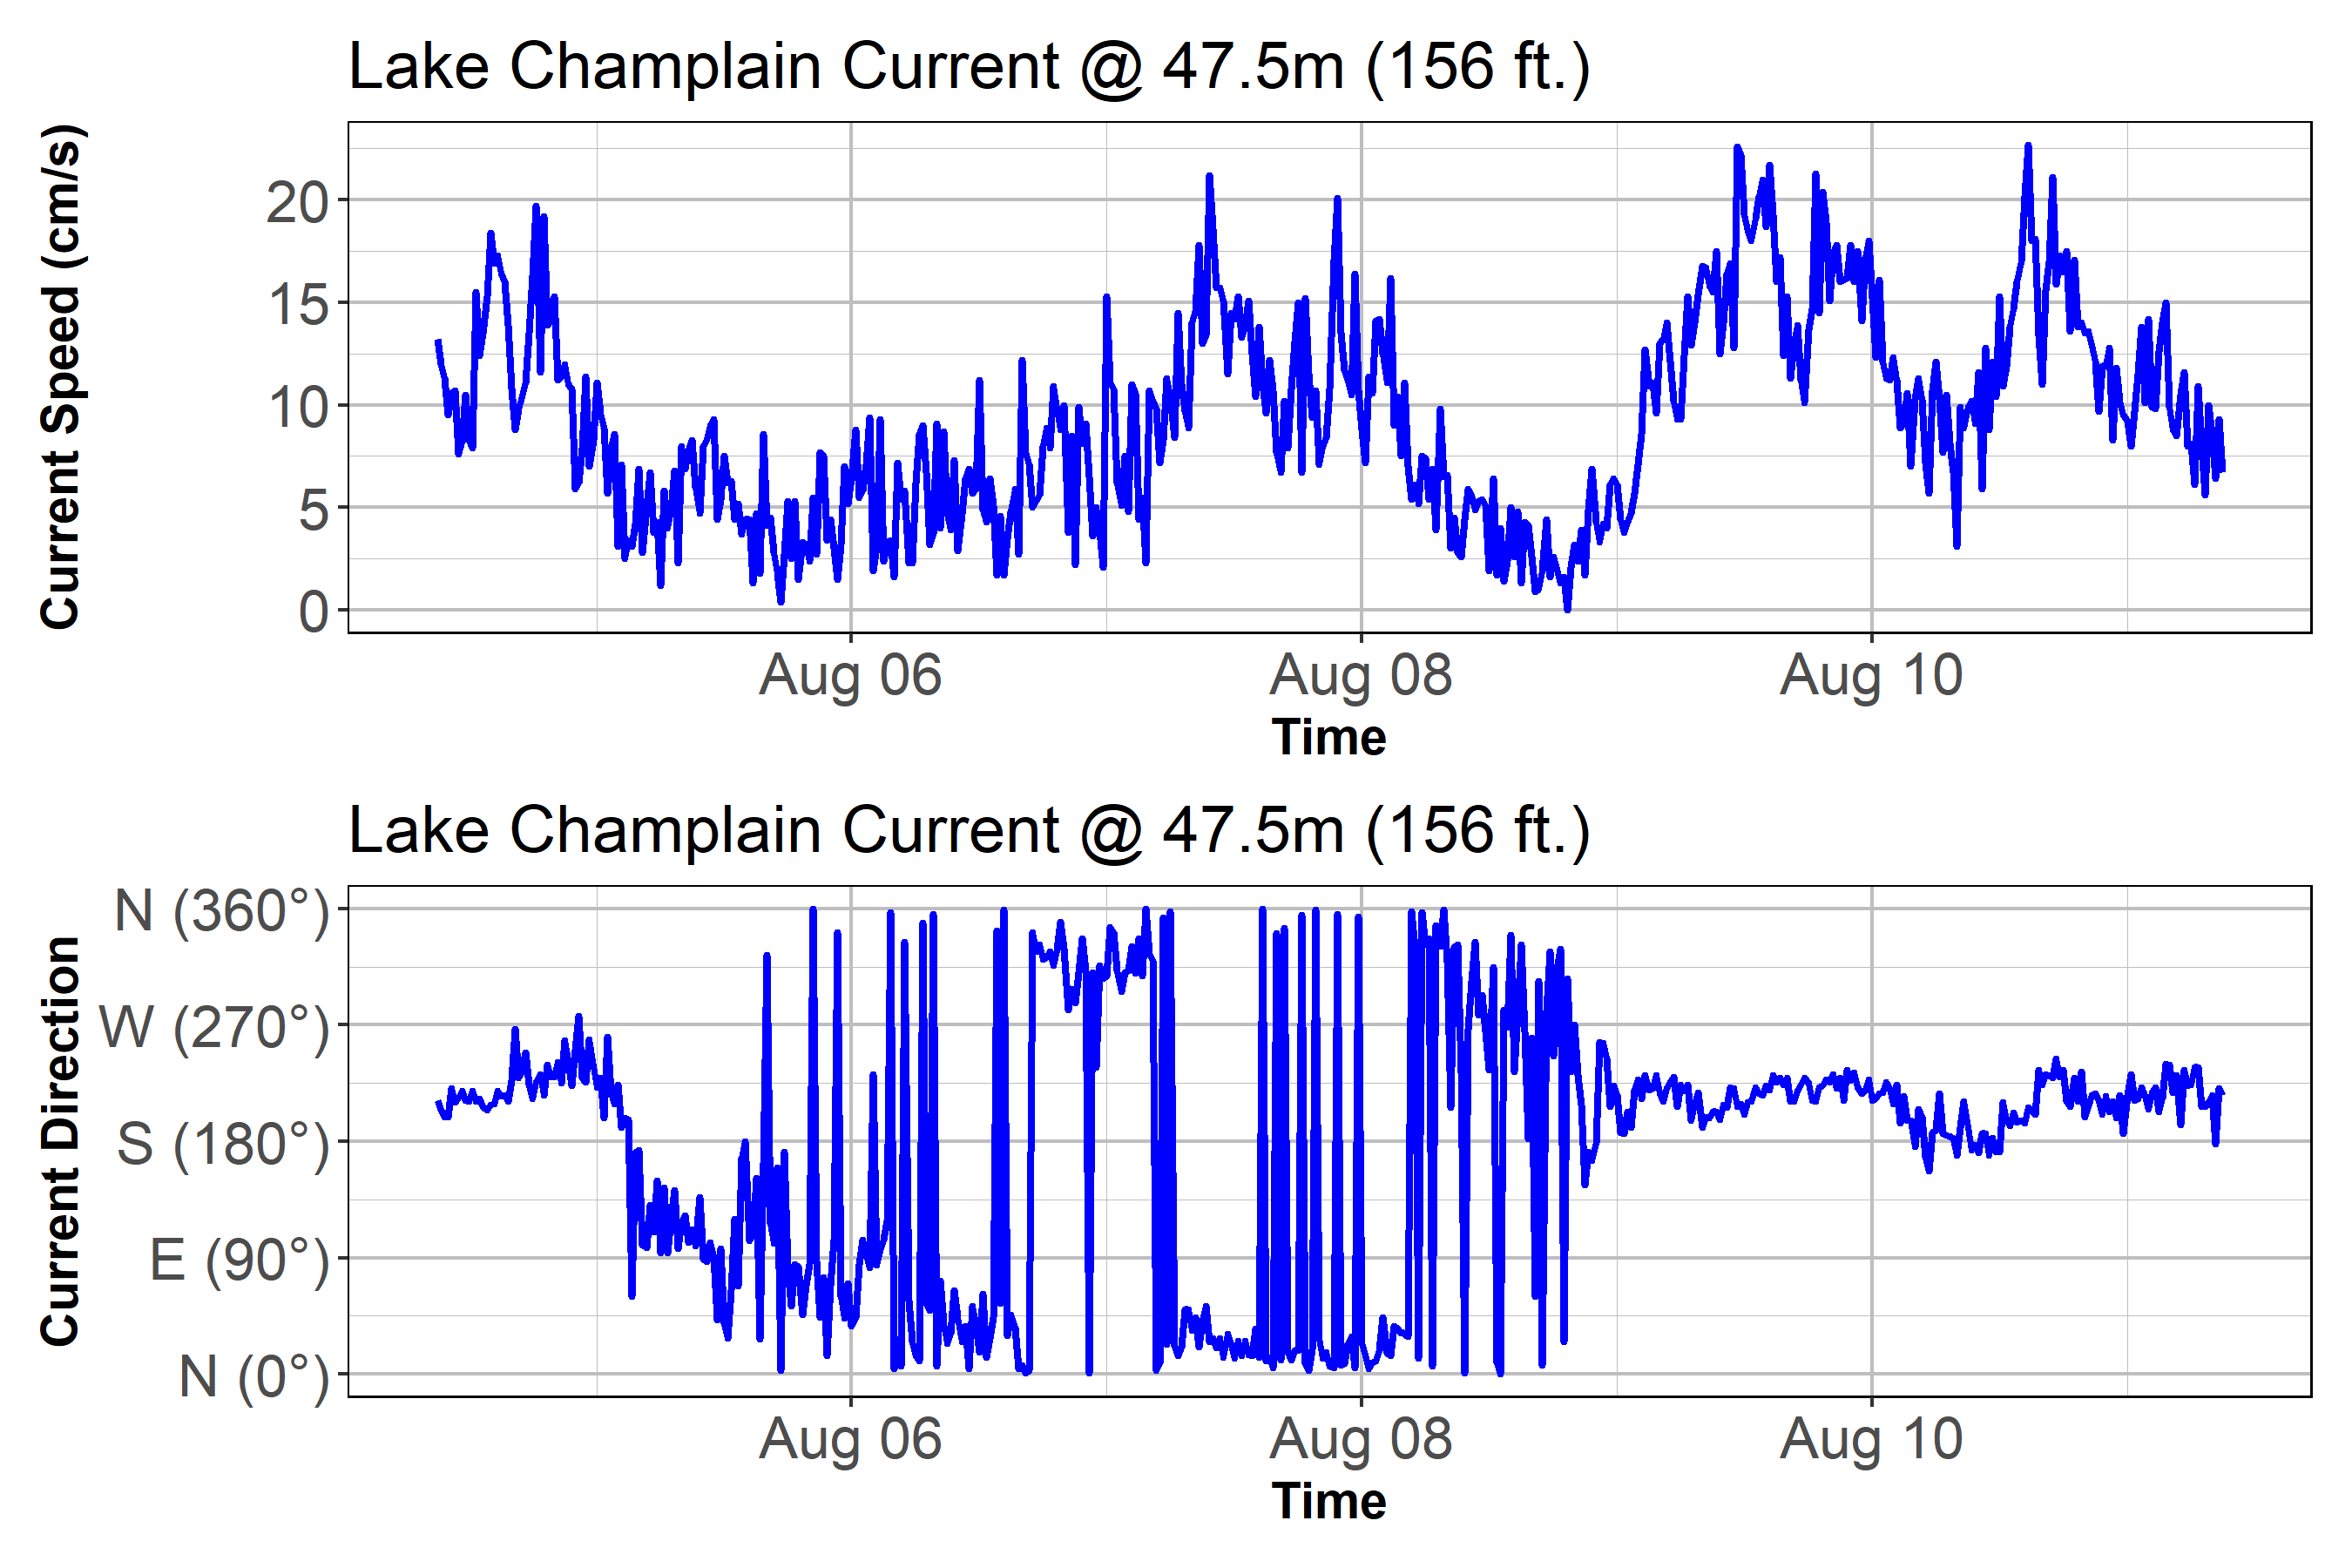 Lake Champlain Current @ 47.5m (156 ft.)
Current Speed (cm/s)
20
15
10
5
0
Aug 06 Aug 08 Aug 10
Time
Lake Champlain Current @ 47.5m (156 ft.)
Current Direction
N (360°)
W (270°)
S (180°)
E (90°)
N (0°)
Aug 06 Aug 08 Aug 10
Time